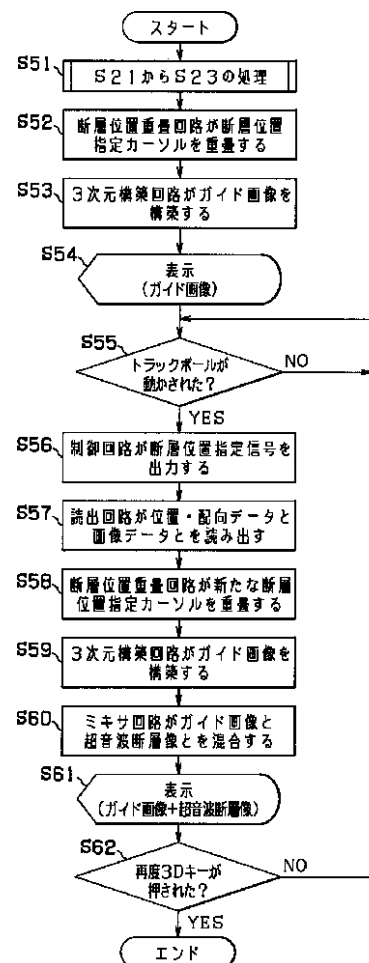 スタート
S51
S21からS23の処理
S52
断層位置重畳回路が断層位置
指定カーソルを重畳する
S53
3次元構築回路がガイド画像を
構築する
S54
表示
(ガイド画像)
S55
トラックボールが
動かされた?
NO
YES
S56
制御回路が断層位置指定信号を
出力する
S57
読出回路が位置・配向データと
画像データとを読み出す
S58
断層位置重畳回路が新たな断層
位置指定カーソルを重畳する
S59
3次元構築回路がガイド画像を
構築する
S60
ミキサ回路がガイド画像と
超音波断層像とを混合する
S61
表示
(ガイド画像+超音波断層像)
S62
再度3Dキーが
押された?
NO
YES
エンド